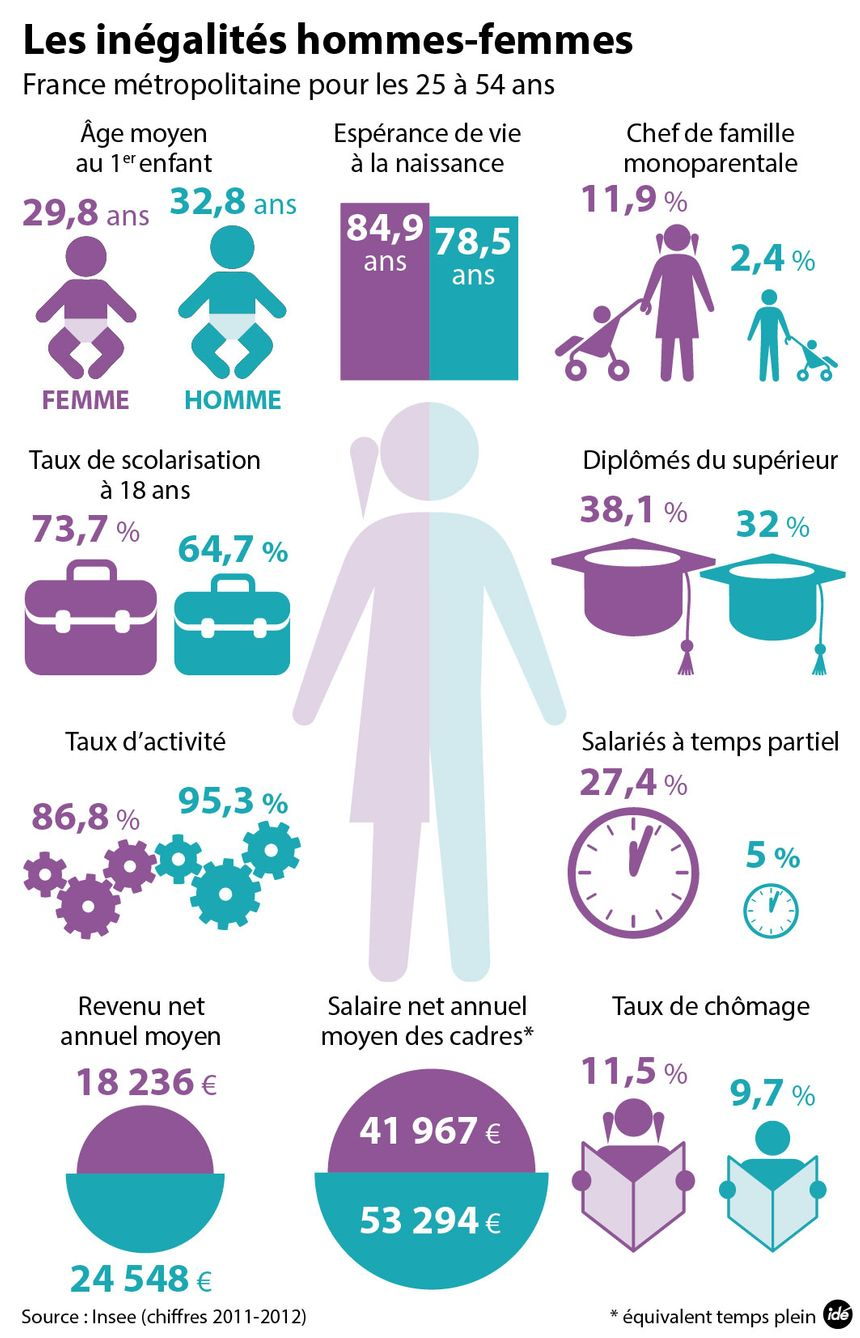 Les inégalités hommes-femmes
France métropolitaine pour les 25 à 54 ans
Âge moyen
au 1er enfant
29,8 ans
32,8 ans
FEMME
HOMME
Espérance de vie
à la naissance
84,9
ans
78,5
ans
Chef de famille
monoparentale
11,9 %
2,4 %
Taux de scolarisation
à 18 ans
73,7 %
64,7 %
Diplômés du supérieur
38,1 %
32 %
Taux d’activité
86,8 %
95,3 %
Salariés à temps partiel
27,4 %
5 %
Revenu net
annuel moyen
18 236 €
24 548 €
Salaire net annuel
moyen des cadres*
41 967 €
53 294 €
Taux de chômage
11,5 %
9,7 %
Source : Insee (chiffres 2011-2012)
* équivalent temps plein
idé